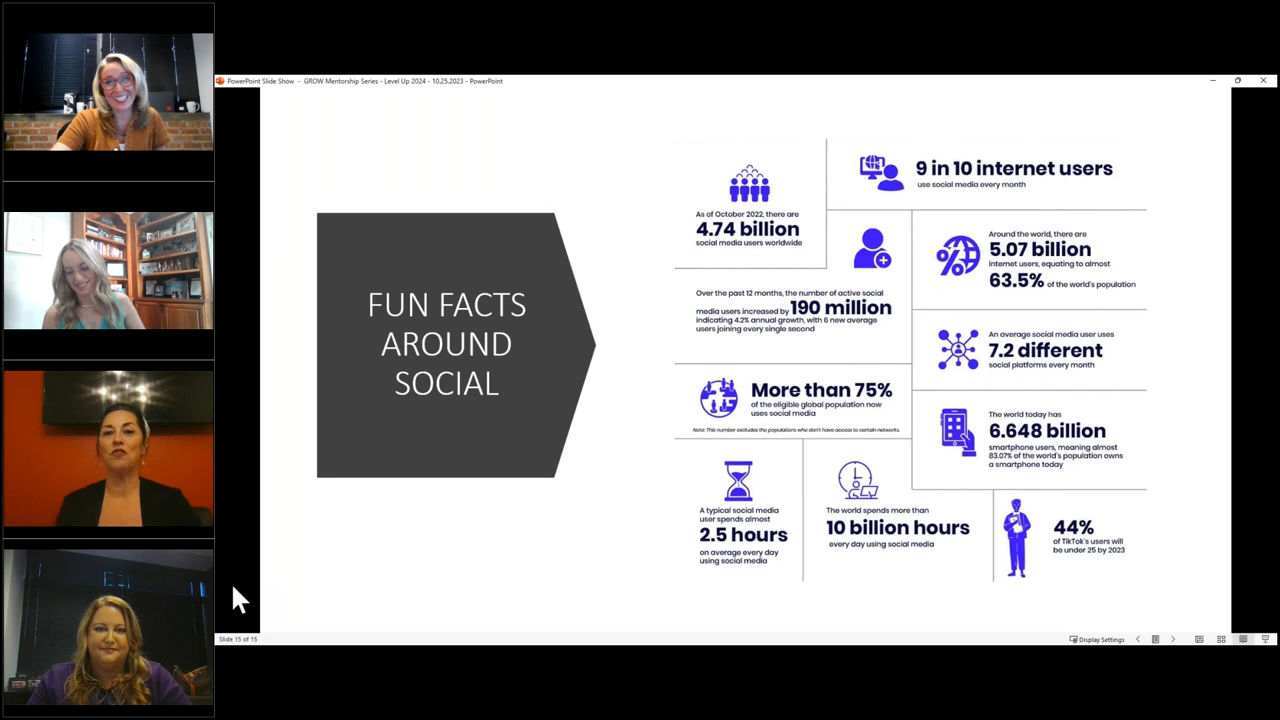 PowerPoint Slide Show - GROW Mentorship Series - Level Up 2024 - 10.25.2023 - PowerPoint
FUN FACTS
AROUND
SOCIAL
As of October 2022, there are
4.74 billion
social media users worldwide
9 in 10 internet users
use social media every month
Over the past 12 months, the number of active social
media users increased by 190 million
indicating 4.2% annual growth, with 6 new average
users joining every single second
Around the world, there are
5.07 billion
internet users, equating to almost
63.5% of the world's population
An average social media user uses
7.2 different
social platforms every month
More than 75%
of the eligible global population now
uses social media
Note: This number excludes the populations who don't have access to certain networks.
The world today has
6.648 billion
smartphone users, meaning almost
83.07% of the world's population owns
a smartphone today
A typical social media
user spends almost
2.5 hours
on average every day
using social media
The world spends more than
10 billion hours
every day using social media
44%
of TikTok's users will
be under 25 by 2023
Slide 15 of 15
Display Settings